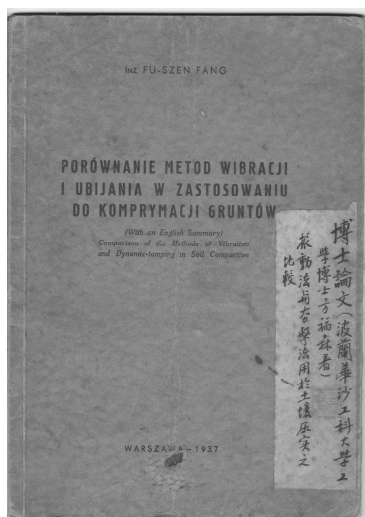 Inż. FU-SZEN FANG
PORÓWNANIE METOD WIBRACJI
I UBIJANIA W ZASTOSOWANIU
DO KOMPRYMACJI GRUNTÓW
(With an English Summary)
Comparison of the Methods of Vibration
and Dynamic-tamping in Soil Compaction
WARSZAWA – 1937
博士論文(波蘭華沙工科大學工
學博士方福森著)
振動法與夯擊法用於土壤压实之
比較